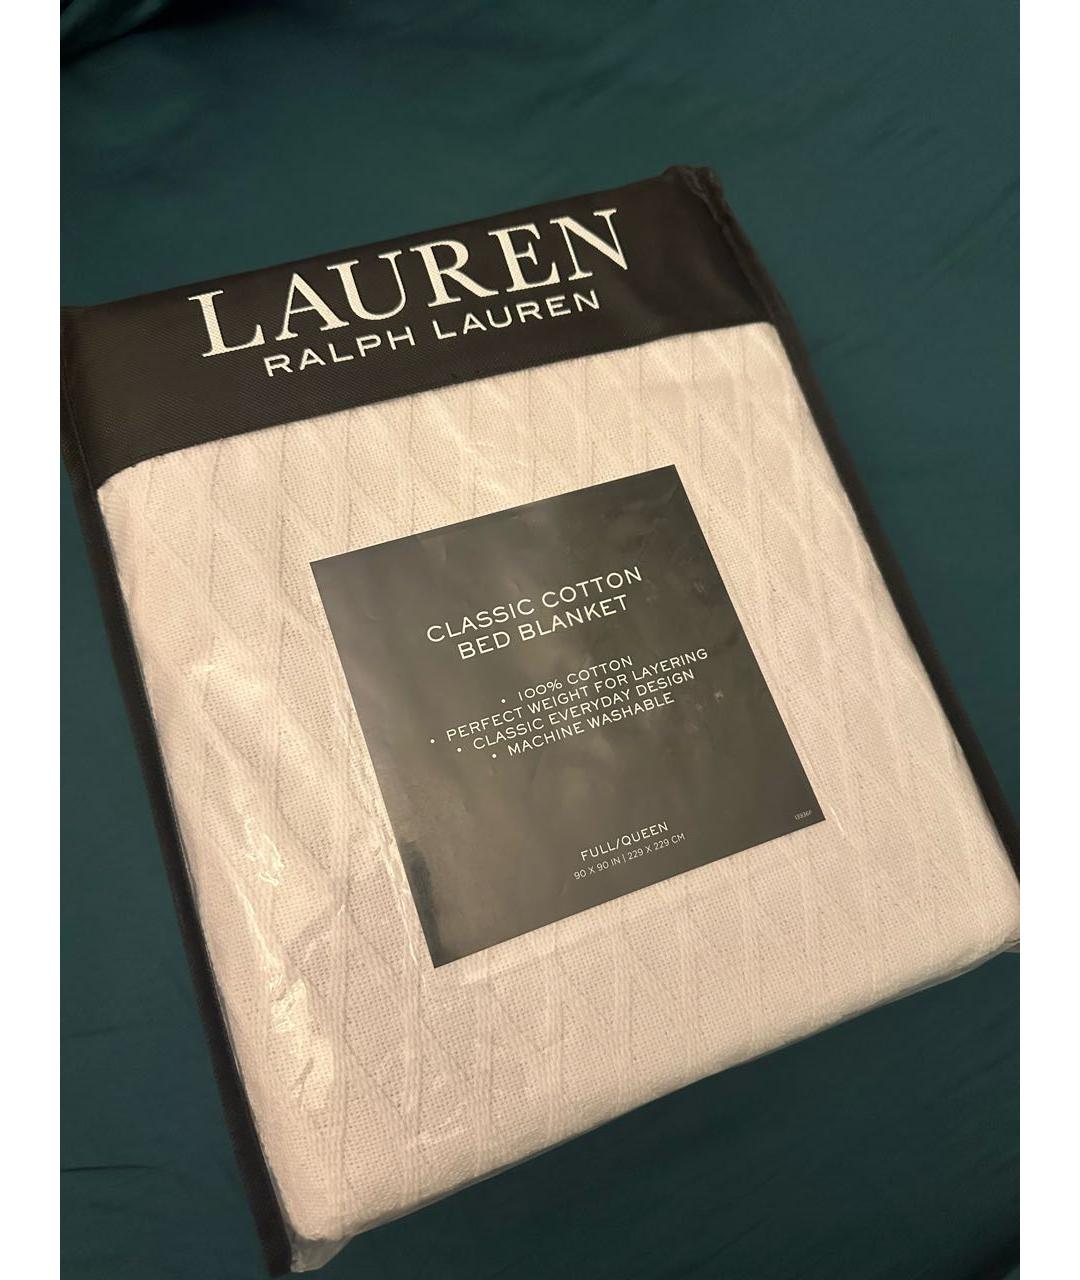 LAUREN
RALPH LAUREN
CLASSIC COTTON
BED BLANKET
• 100% COTTON
• PERFECT WEIGHT FOR LAYERING
• CLASSIC EVERYDAY DESIGN
• MACHINE WASHABLE
FULL/QUEEN
90 X 90 IN | 229 X 229 CM